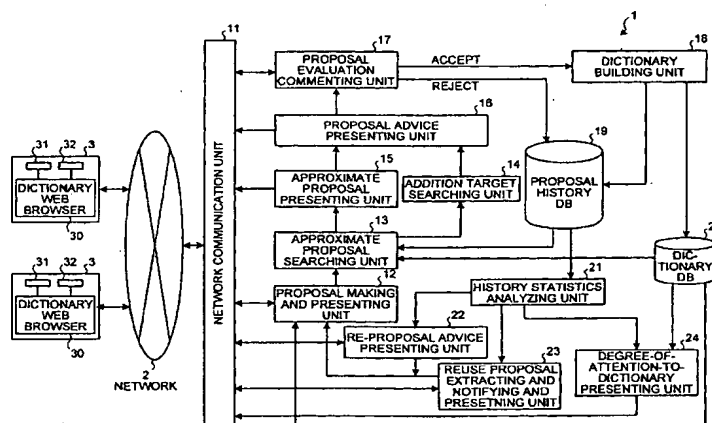 1
11
17
18
PROPOSAL
EVALUATION
COMMENTING UNIT
ACCEPT
REJECT
DICTIONARY
BUILDING UNIT
16
PROPOSAL ADVICE
PRESENTING UNIT
19
PROPOSAL
HISTORY
DB
15
APPROXIMATE
PROPOSAL
PRESENTING UNIT
14
ADDITION TARGET
SEARCHING UNIT
31
32
3
DICTIONARY
WEB
BROWSER
30
13
APPROXIMATE
PROPOSAL
SEARCHING UNIT
NETWORK COMMUNICATION UNIT
DIC-
TIONARY
DB
31
32
3
DICTIONARY
WEB
BROWSER
30
12
PROPOSAL MAKING
AND PRESENTING
UNIT
21
HISTORY STATISTICS
ANALYZING UNIT
22
RE-PROPOSAL ADVICE
PRESENTING UNIT
23
REUSE PROPOSAL
EXTRACTING AND
NOTIFYING AND
PRESETNING UNIT
24
DEGREE-OF-
ATTENTION-TO-
DICTIONARY
PRESENTING UNIT
2
NETWORK